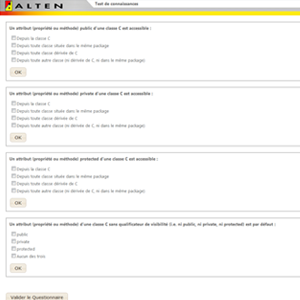 ALTEN
Test de connaissances
Un attribut (propriété ou méthode) public d'une classe C est accessible :
Depuis la classe C
Depuis toute classe située dans le même package
Depuis toute classe dérivée de C
Depuis toute autre classe (ni dérivée de C, ni dans le même package)
OK
Un attribut (propriété ou méthode) private d'une classe C est accessible :
Depuis la classe C
Depuis toute classe située dans le même package
Depuis toute classe dérivée de C
Depuis toute autre classe (ni dérivée de C, ni dans le même package)
OK
Un attribut (propriété ou méthode) protected d'une classe C est accessible :
Depuis la classe C
Depuis toute classe située dans le même package
Depuis toute classe dérivée de C
Depuis toute autre classe (ni dérivée de C, ni dans le même package)
OK
Un attribut (propriété ou méthode) d'une classe C sans qualificateur de visibilité (i.e. ni public, ni private, ni protected) est par défaut :
public
private
protected
Aucun des trois
OK
Valider le Questionnaire